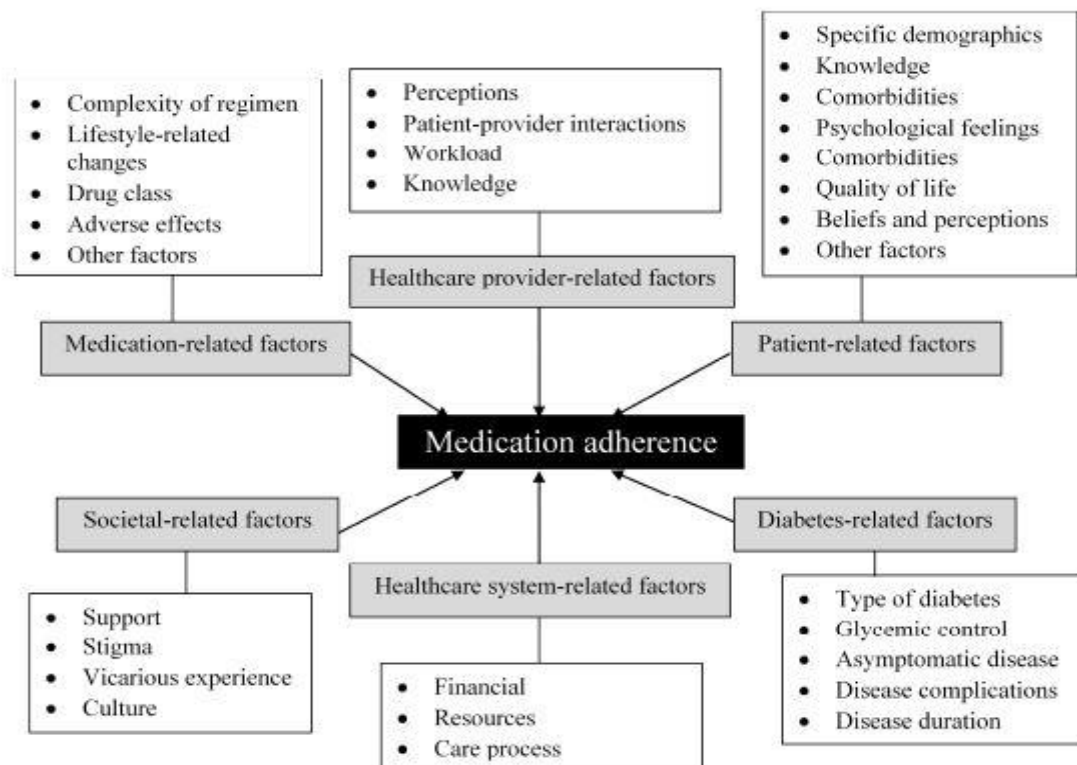 Complexity of regimen
Lifestyle-related
changes
Drug class
Adverse effects
Other factors
Medication-related factors
Perceptions
Patient-provider interactions
Workload
Knowledge
Healthcare provider-related factors
Specific demographics
Knowledge
Comorbidities
Psychological feelings
Comorbidities
Quality of life
Beliefs and perceptions
Other factors
Patient-related factors
Medication adherence
Societal-related factors
Support
Stigma
Vicarious experience
Culture
Healthcare system-related factors
Financial
Resources
Care process
Diabetes-related factors
Type of diabetes
Glycemic control
Asymptomatic disease
Disease complications
Disease duration